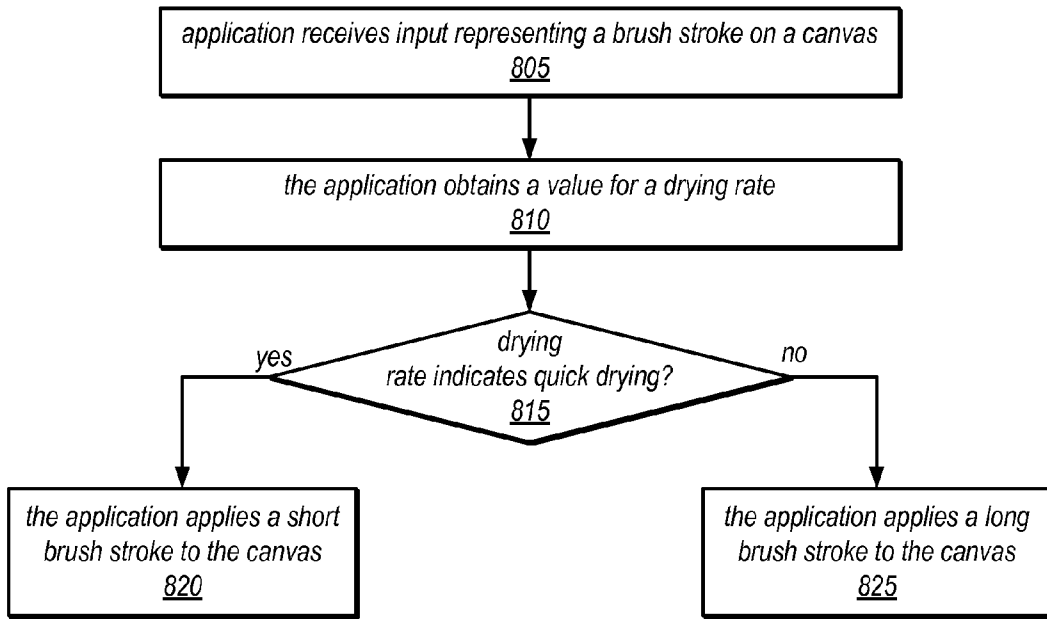 application receives input representing a brush stroke on a canvas
805
the application obtains a value for a drying rate
810
drying
yes
no
rate indicates quick drying?
815
the application applies a short
brush stroke to the canvas
820
the application applies a long
brush stroke to the canvas
825